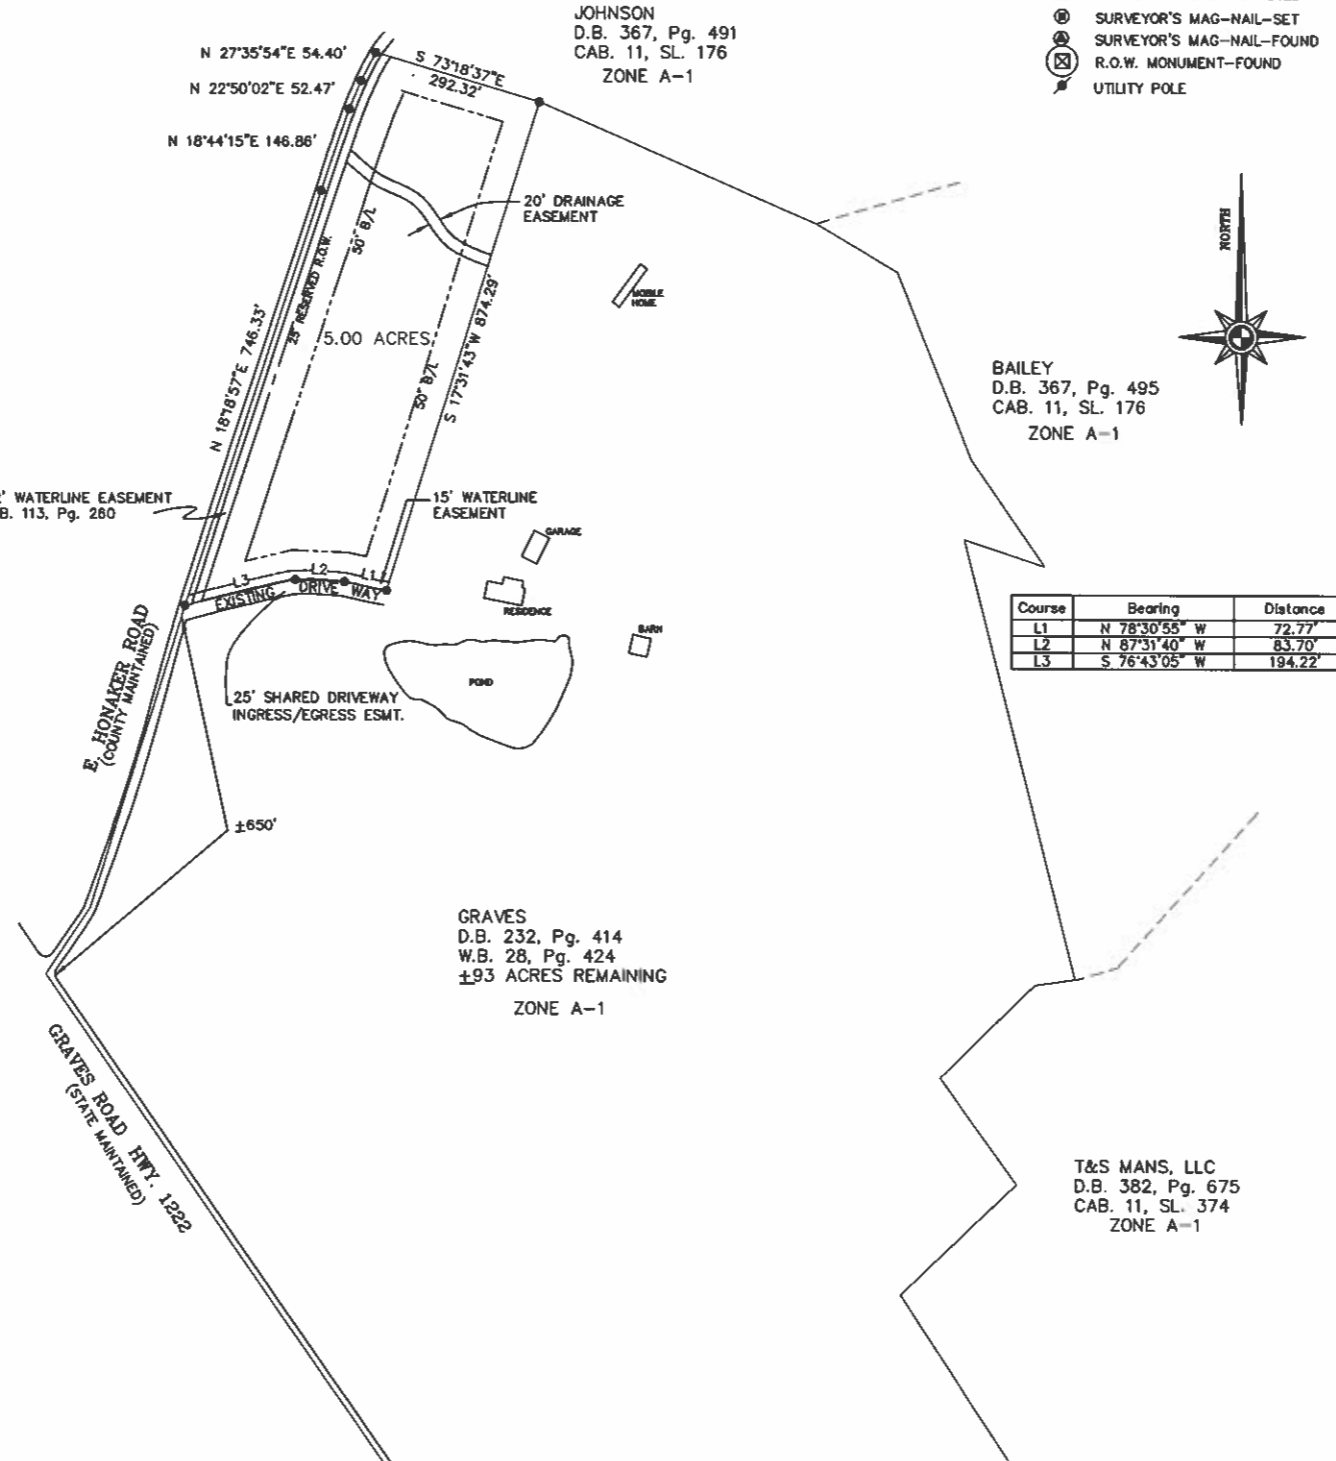 JOHNSON
D.B. 367, Pg. 491
CAB. 11, SL. 176
ZONE A-1
SURVEYOR'S MAG-NAIL-SET
SURVEYOR'S MAG-NAIL-FOUND
R.O.W. MONUMENT-FOUND
UTILITY POLE
N 27°35'54"E 54.40'
N 22°50'02"E 52.47'
N 18°44'15"E 146.86'
S 73°18'37"E
292.32'
20' DRAINAGE
EASEMENT
50' B/L
25' RESERVED R.O.W.
5.00 ACRES
50' B/L
S 17°31'43"W 874.29'
N 18°18'57"E 746.33'
MOBILE
HOME
NORTH
BAILEY
D.B. 367, Pg. 495
CAB. 11, SL. 176
ZONE A-1
' WATERLINE EASEMENT
B. 113, Pg. 260
15' WATERLINE
EASEMENT
GARAGE
RESIDENCE
BARN
POND
L3
L2
L1
EXISTING DRIVE WAY
25' SHARED DRIVEWAY
INGRESS/EGRESS ESMT.
E. HONAKER ROAD
(COUNTY MAINTAINED)
±650'
Course Bearing Distance
L1 N 78°30'55" W 72.77'
L2 N 87°31'40" W 83.70'
L3 S 76°43'05" W 194.22'
GRAVES
D.B. 232, Pg. 414
W.B. 28, Pg. 424
±93 ACRES REMAINING
ZONE A-1
GRAVES ROAD HWY. 1222
(STATE MAINTAINED)
T&S MANS, LLC
D.B. 382, Pg. 675
CAB. 11, SL. 374
ZONE A-1